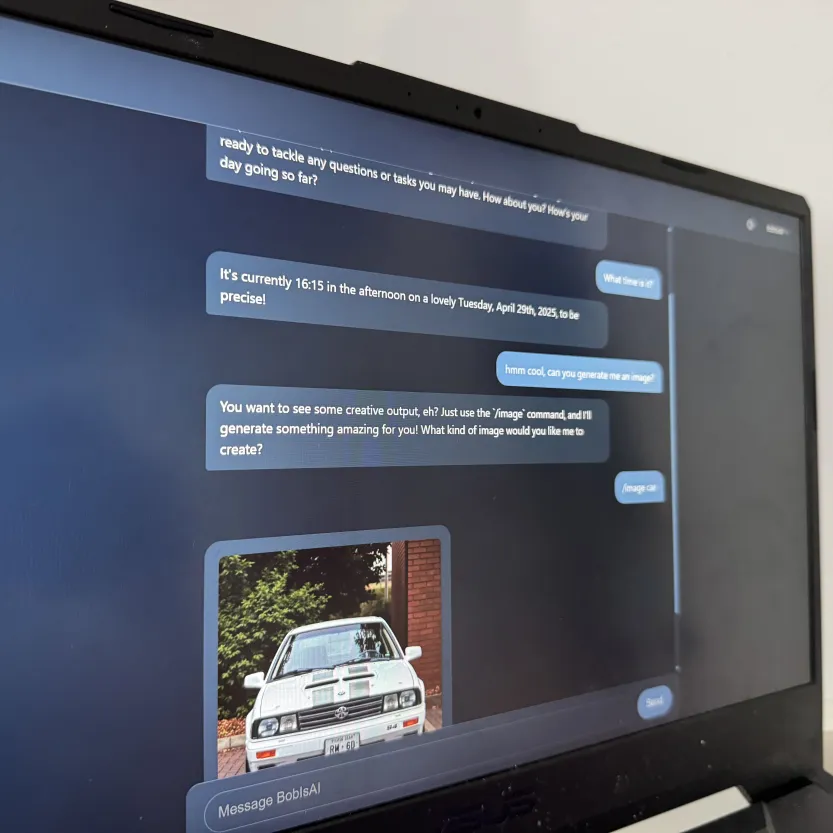 ready to tackle any questions or tasks you may have. How about you? How's your
day going so far?
What time is it?
It's currently 16:15 in the afternoon on a lovely Tuesday, April 29th, 2025, to be
precise!
hmm cool, can you generate me an image?
You want to see some creative output, eh? Just use the `/image` command, and I'll
generate something amazing for you! What kind of image would you like me to
create?
/image car
RM - 6D
Send
Message BobIsAI
ASUS